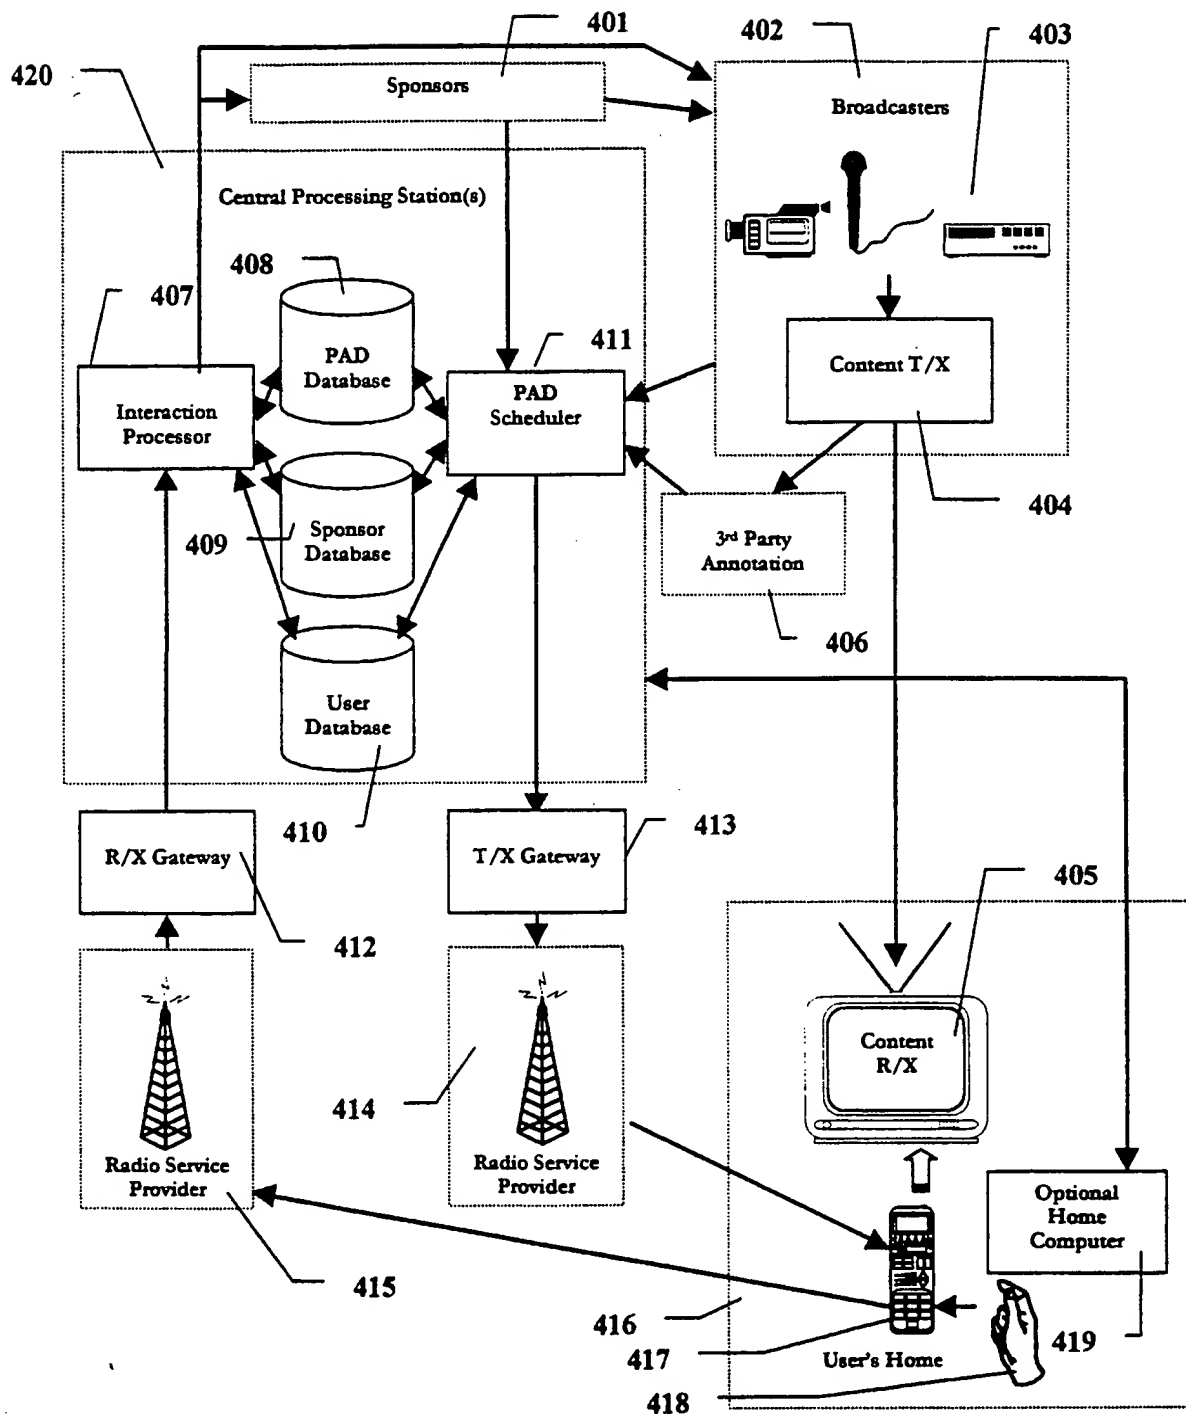 401
402
403
420
Sponsors
Broadcasters
Central Processing Station(s)
408
407
411
PAD
Database
PAD
Scheduler
Content T/X
Interaction
Processor
404
409
Sponsor
Database
3rd Party
Annotation
406
User
Database
410
413
R/X Gateway
T/X Gateway
405
412
Content
R/X
414
Radio Service
Provider
Radio Service
Provider
Optional
Home
Computer
415
416
417
User's Home
419
418